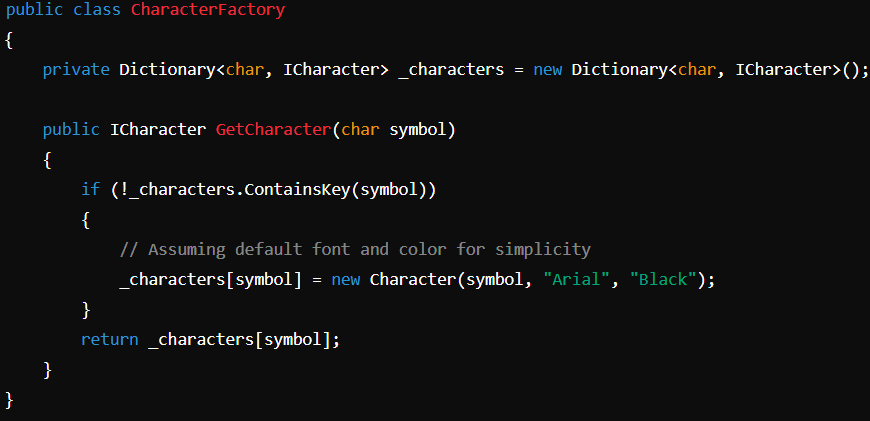 public class CharacterFactory
{
    private Dictionary<char, ICharacter> _characters = new Dictionary<char, ICharacter>();

    public ICharacter GetCharacter(char symbol)
    {
        if (!_characters.ContainsKey(symbol))
        {
            // Assuming default font and color for simplicity
            _characters[symbol] = new Character(symbol, "Arial", "Black");
        }
        return _characters[symbol];
    }
}